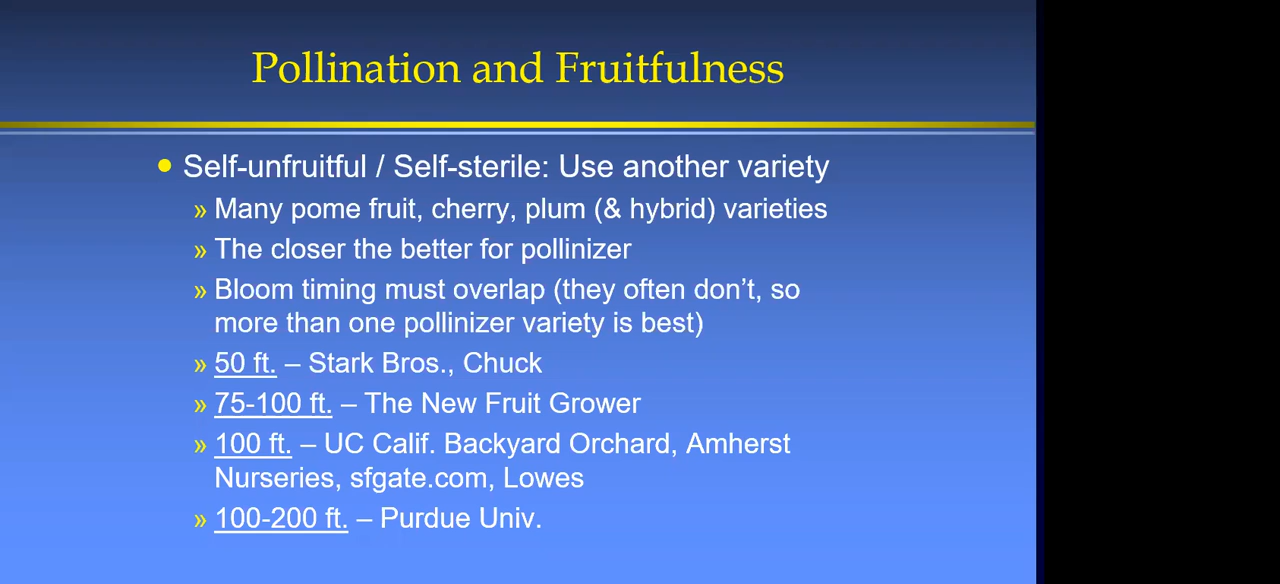 Pollination and Fruitfulness
• Self-unfruitful / Self-sterile: Use another variety
» Many pome fruit, cherry, plum (& hybrid) varieties
» The closer the better for pollinizer
» Bloom timing must overlap (they often don’t, so
more than one pollinizer variety is best)
» 50 ft. – Stark Bros., Chuck
» 75-100 ft. – The New Fruit Grower
» 100 ft. – UC Calif. Backyard Orchard, Amherst
Nurseries, sfgate.com, Lowes
» 100-200 ft. – Purdue Univ.